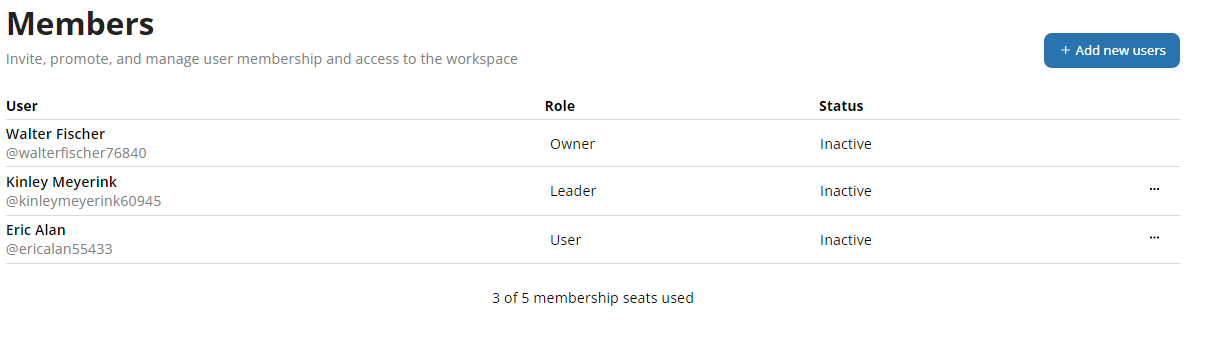 Members
Invite, promote, and manage user membership and access to the workspace
+ Add new users
User Role Status
Walter Fischer
@walterfischer76840
Owner Inactive
Kinley Meyerink
@kinleymeyerink60945
Leader Inactive
...
Eric Alan
@ericalan55433
User Inactive
...
3 of 5 membership seats used